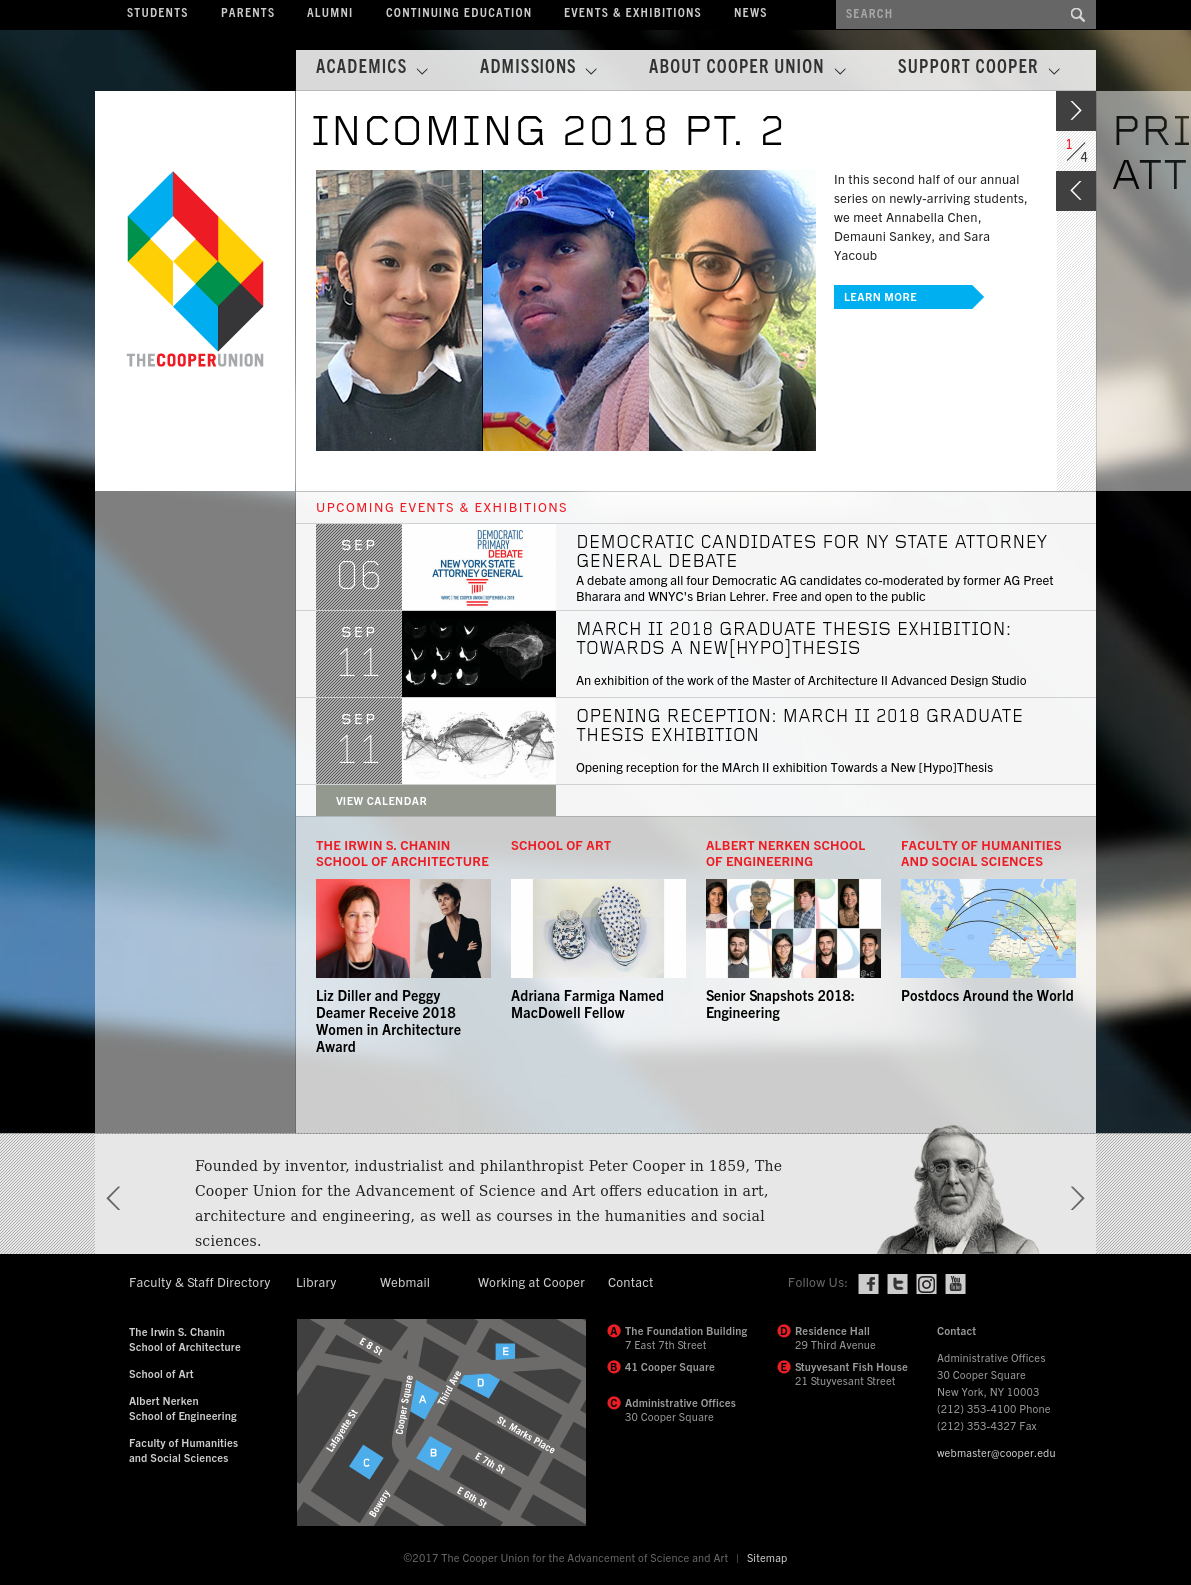 STUDENTS PARENTS ALUMNI CONTINUING EDUCATION EVENTS & EXHIBITIONS NEWS SEARCH
ACADEMICS ADMISSIONS ABOUT COOPER UNION SUPPORT COOPER
INCOMING 2018 PT. 2
1/4
PRI
ATT
In this second half of our annual
series on newly-arriving students,
we meet Annabella Chen,
Demauni Sankey, and Sara
Yacoub
LEARN MORE
THECOOPERUNION
UPCOMING EVENTS & EXHIBITIONS
SEP
06
DEMOCRATIC
PRIMARY
DEBATE
NEW YORK STATE
ATTORNEY GENERAL
DEMOCRATIC CANDIDATES FOR NY STATE ATTORNEY
GENERAL DEBATE
A debate among all four Democratic AG candidates co-moderated by former AG Preet
Bharara and WNYC's Brian Lehrer. Free and open to the public
SEP
11
MARCH II 2018 GRADUATE THESIS EXHIBITION:
TOWARDS A NEW[HYPO]THESIS
An exhibition of the work of the Master of Architecture II Advanced Design Studio
SEP
11
OPENING RECEPTION: MARCH II 2018 GRADUATE
THESIS EXHIBITION
Opening reception for the MArch II exhibition Towards a New [Hypo]Thesis
VIEW CALENDAR
THE IRWIN S. CHANIN
SCHOOL OF ARCHITECTURE
Liz Diller and Peggy
Deamer Receive 2018
Women in Architecture
Award
SCHOOL OF ART
Adriana Farmiga Named
MacDowell Fellow
ALBERT NERKEN SCHOOL
OF ENGINEERING
Senior Snapshots 2018:
Engineering
FACULTY OF HUMANITIES
AND SOCIAL SCIENCES
Postdocs Around the World
Founded by inventor, industrialist and philanthropist Peter Cooper in 1859, The
Cooper Union for the Advancement of Science and Art offers education in art,
architecture and engineering, as well as courses in the humanities and social
sciences.
Faculty & Staff Directory Library Webmail Working at Cooper Contact Follow Us:
The Irwin S. Chanin
School of Architecture
School of Art
Albert Nerken
School of Engineering
Faculty of Humanities
and Social Sciences
E 8 St
E
D
Third Ave
A
Cooper Square
Lafayette St
St. Marks Place
B
C
E 7th St
E 6th St
Bowery
A The Foundation Building
7 East 7th Street
B 41 Cooper Square
C Administrative Offices
30 Cooper Square
D Residence Hall
29 Third Avenue
E Stuyvesant Fish House
21 Stuyvesant Street
Contact
Administrative Offices
30 Cooper Square
New York, NY 10003
(212) 353-4100 Phone
(212) 353-4327 Fax
webmaster@cooper.edu
©2017 The Cooper Union for the Advancement of Science and Art | Sitemap